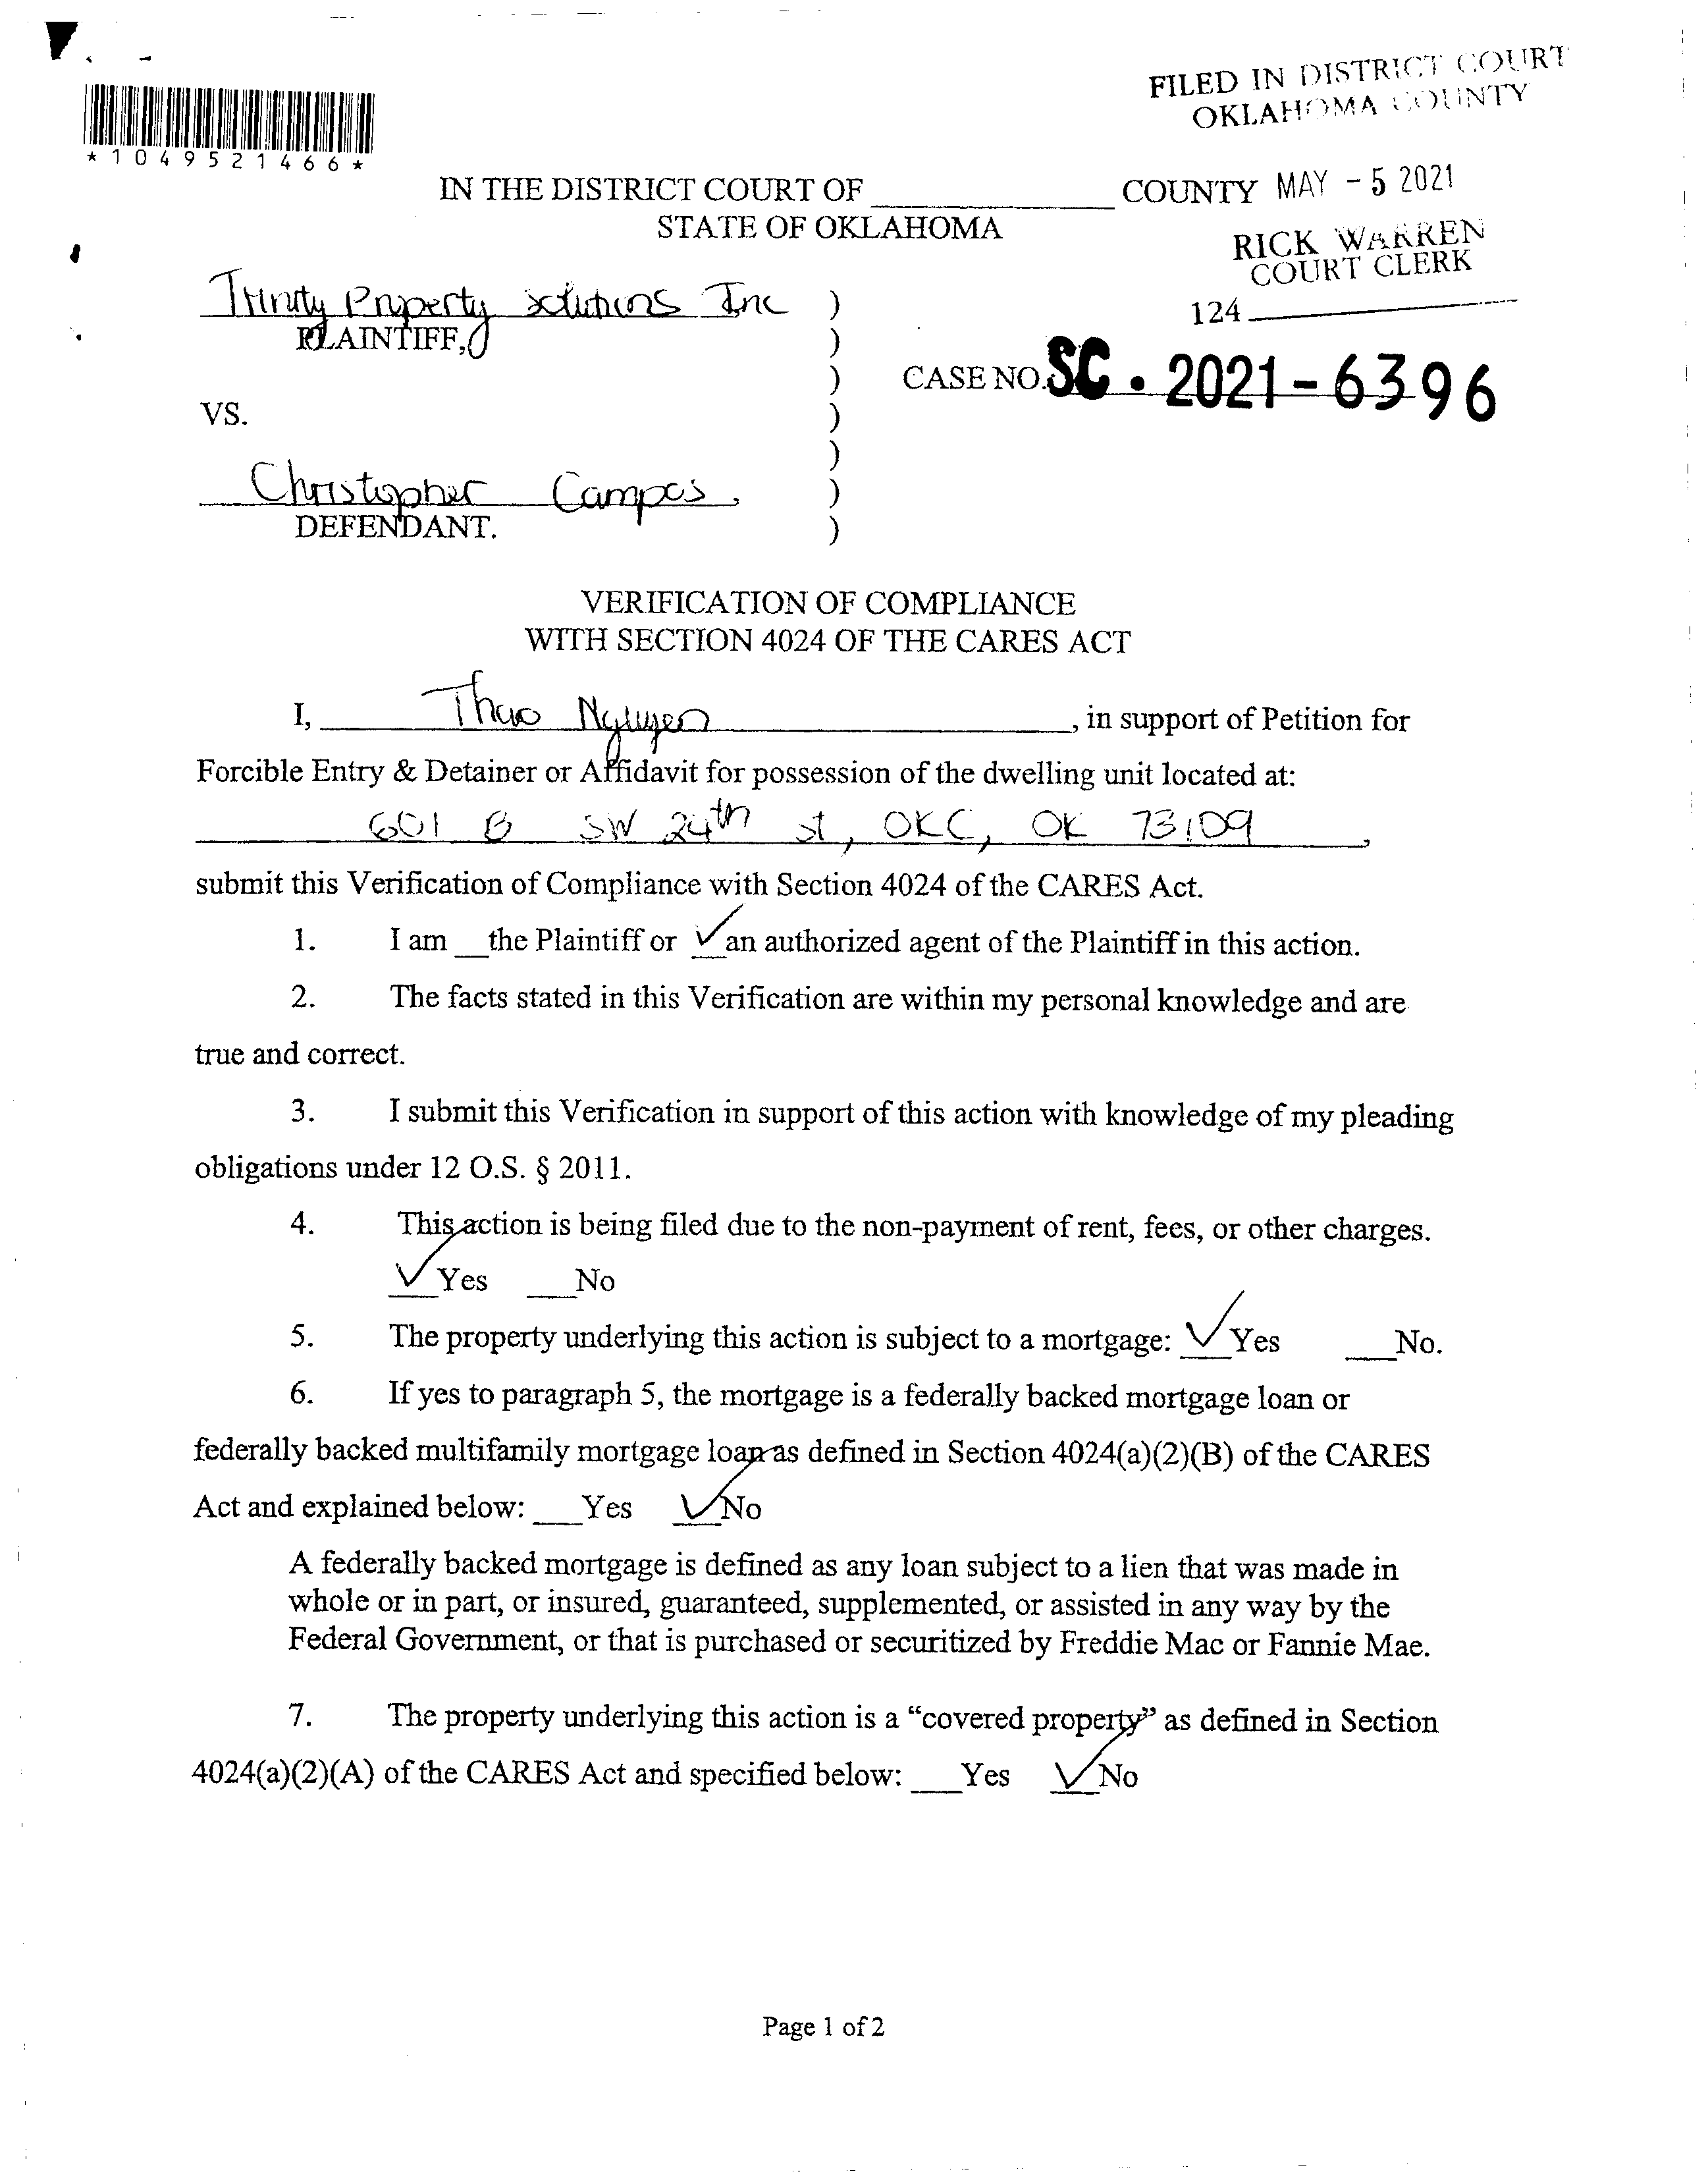 FILED IN DISTRICT COURT
OKLAHOMA COUNTY
*1049521466*
IN THE DISTRICT COURT OF ____________ COUNTY MAY - 5 2021
STATE OF OKLAHOMA
RICK WARREN
COURT CLERK
124
Trinity Property Solutions Inc )
PLAINTIFF, )
) CASE NO. SC • 2021-6396
VS. )
)
Christopher Campos, )
DEFENDANT. )
VERIFICATION OF COMPLIANCE
WITH SECTION 4024 OF THE CARES ACT
I, Thao Nguyen, in support of Petition for
Forcible Entry & Detainer or Affidavit for possession of the dwelling unit located at:
601 B SW 24th st, OKC, OK 73109,
submit this Verification of Compliance with Section 4024 of the CARES Act.
1. I am __the Plaintiff or ✓an authorized agent of the Plaintiff in this action.
2. The facts stated in this Verification are within my personal knowledge and are
true and correct.
3. I submit this Verification in support of this action with knowledge of my pleading
obligations under 12 O.S. § 2011.
4. This action is being filed due to the non-payment of rent, fees, or other charges.
✓Yes ___No
5. The property underlying this action is subject to a mortgage: ✓Yes ___No.
6. If yes to paragraph 5, the mortgage is a federally backed mortgage loan or
federally backed multifamily mortgage loan as defined in Section 4024(a)(2)(B) of the CARES
Act and explained below: ___Yes ✓No
A federally backed mortgage is defined as any loan subject to a lien that was made in
whole or in part, or insured, guaranteed, supplemented, or assisted in any way by the
Federal Government, or that is purchased or securitized by Freddie Mac or Fannie Mae.
7. The property underlying this action is a “covered property” as defined in Section
4024(a)(2)(A) of the CARES Act and specified below: ___Yes ✓No
Page 1 of 2